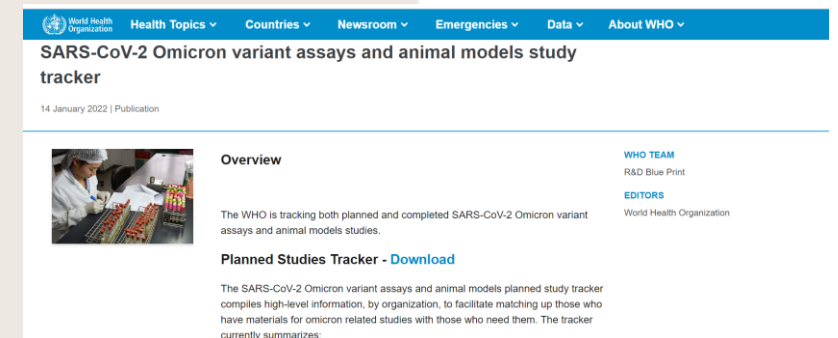 World Health
Organization
Health Topics
Countries
Newsroom
Emergencies
Data
About WHO
SARS-CoV-2 Omicron variant assays and animal models study
tracker
14 January 2022 | Publication
Overview
The WHO is tracking both planned and completed SARS-CoV-2 Omicron variant
assays and animal models studies.
Planned Studies Tracker - Download
The SARS-CoV-2 Omicron variant assays and animal models planned study tracker
compiles high-level information, by organization, to facilitate matching up those who
have materials for omicron related studies with those who need them. The tracker
currently summarizes:
WHO TEAM
R&D Blue Print
EDITORS
World Health Organization